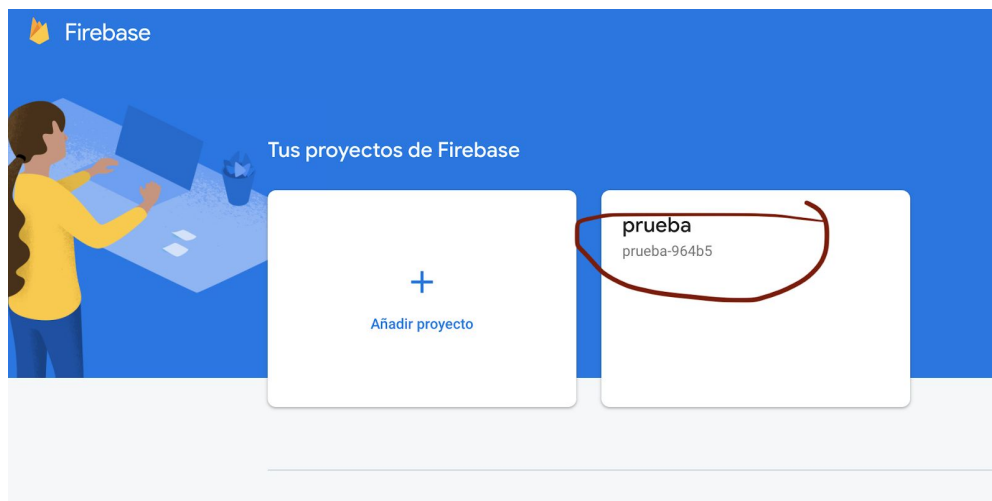 Firebase
Tus proyectos de Firebase
+
Añadir proyecto
prueba
prueba-964b5